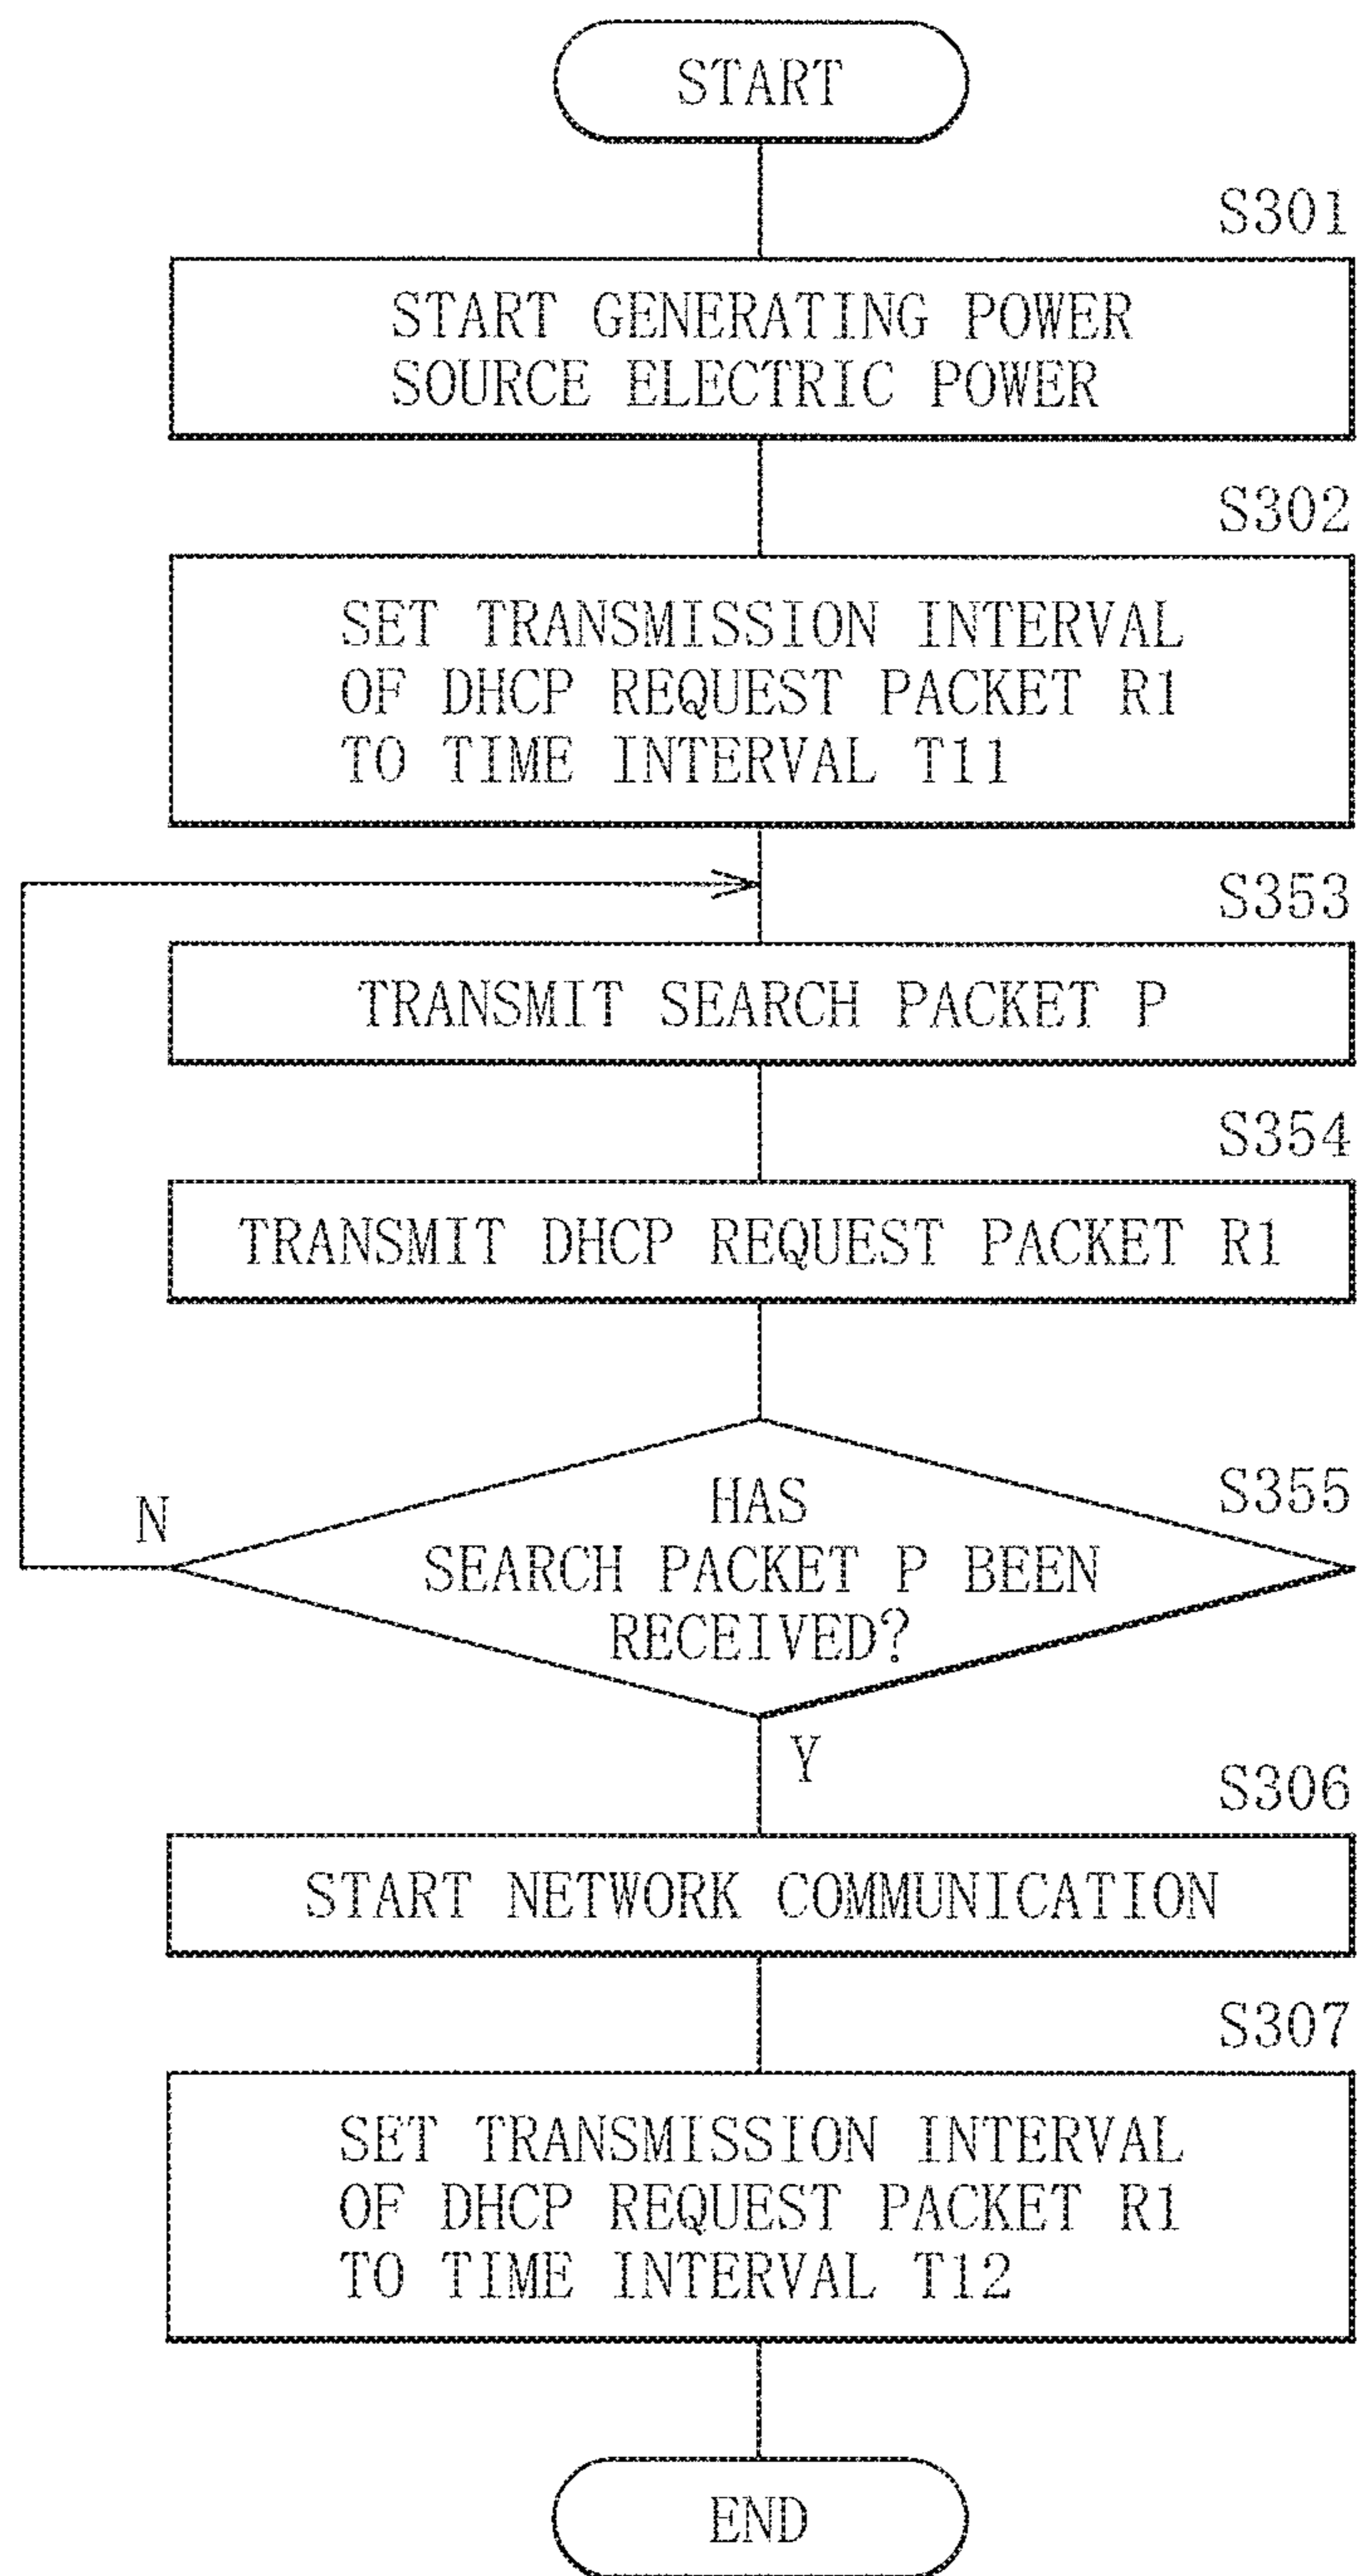 START
S301
START GENERATING POWER
SOURCE ELECTRIC POWER
S302
SET TRANSMISSION INTERVAL
OF DHCP REQUEST PACKET R1
TO TIME INTERVAL T11
S353
TRANSMIT SEARCH PACKET P
S354
TRANSMIT DHCP REQUEST PACKET R1
S355
HAS
SEARCH PACKET P BEEN
RECEIVED?
N
Y
S306
START NETWORK COMMUNICATION
S307
SET TRANSMISSION INTERVAL
OF DHCP REQUEST PACKET R1
TO TIME INTERVAL T12
END